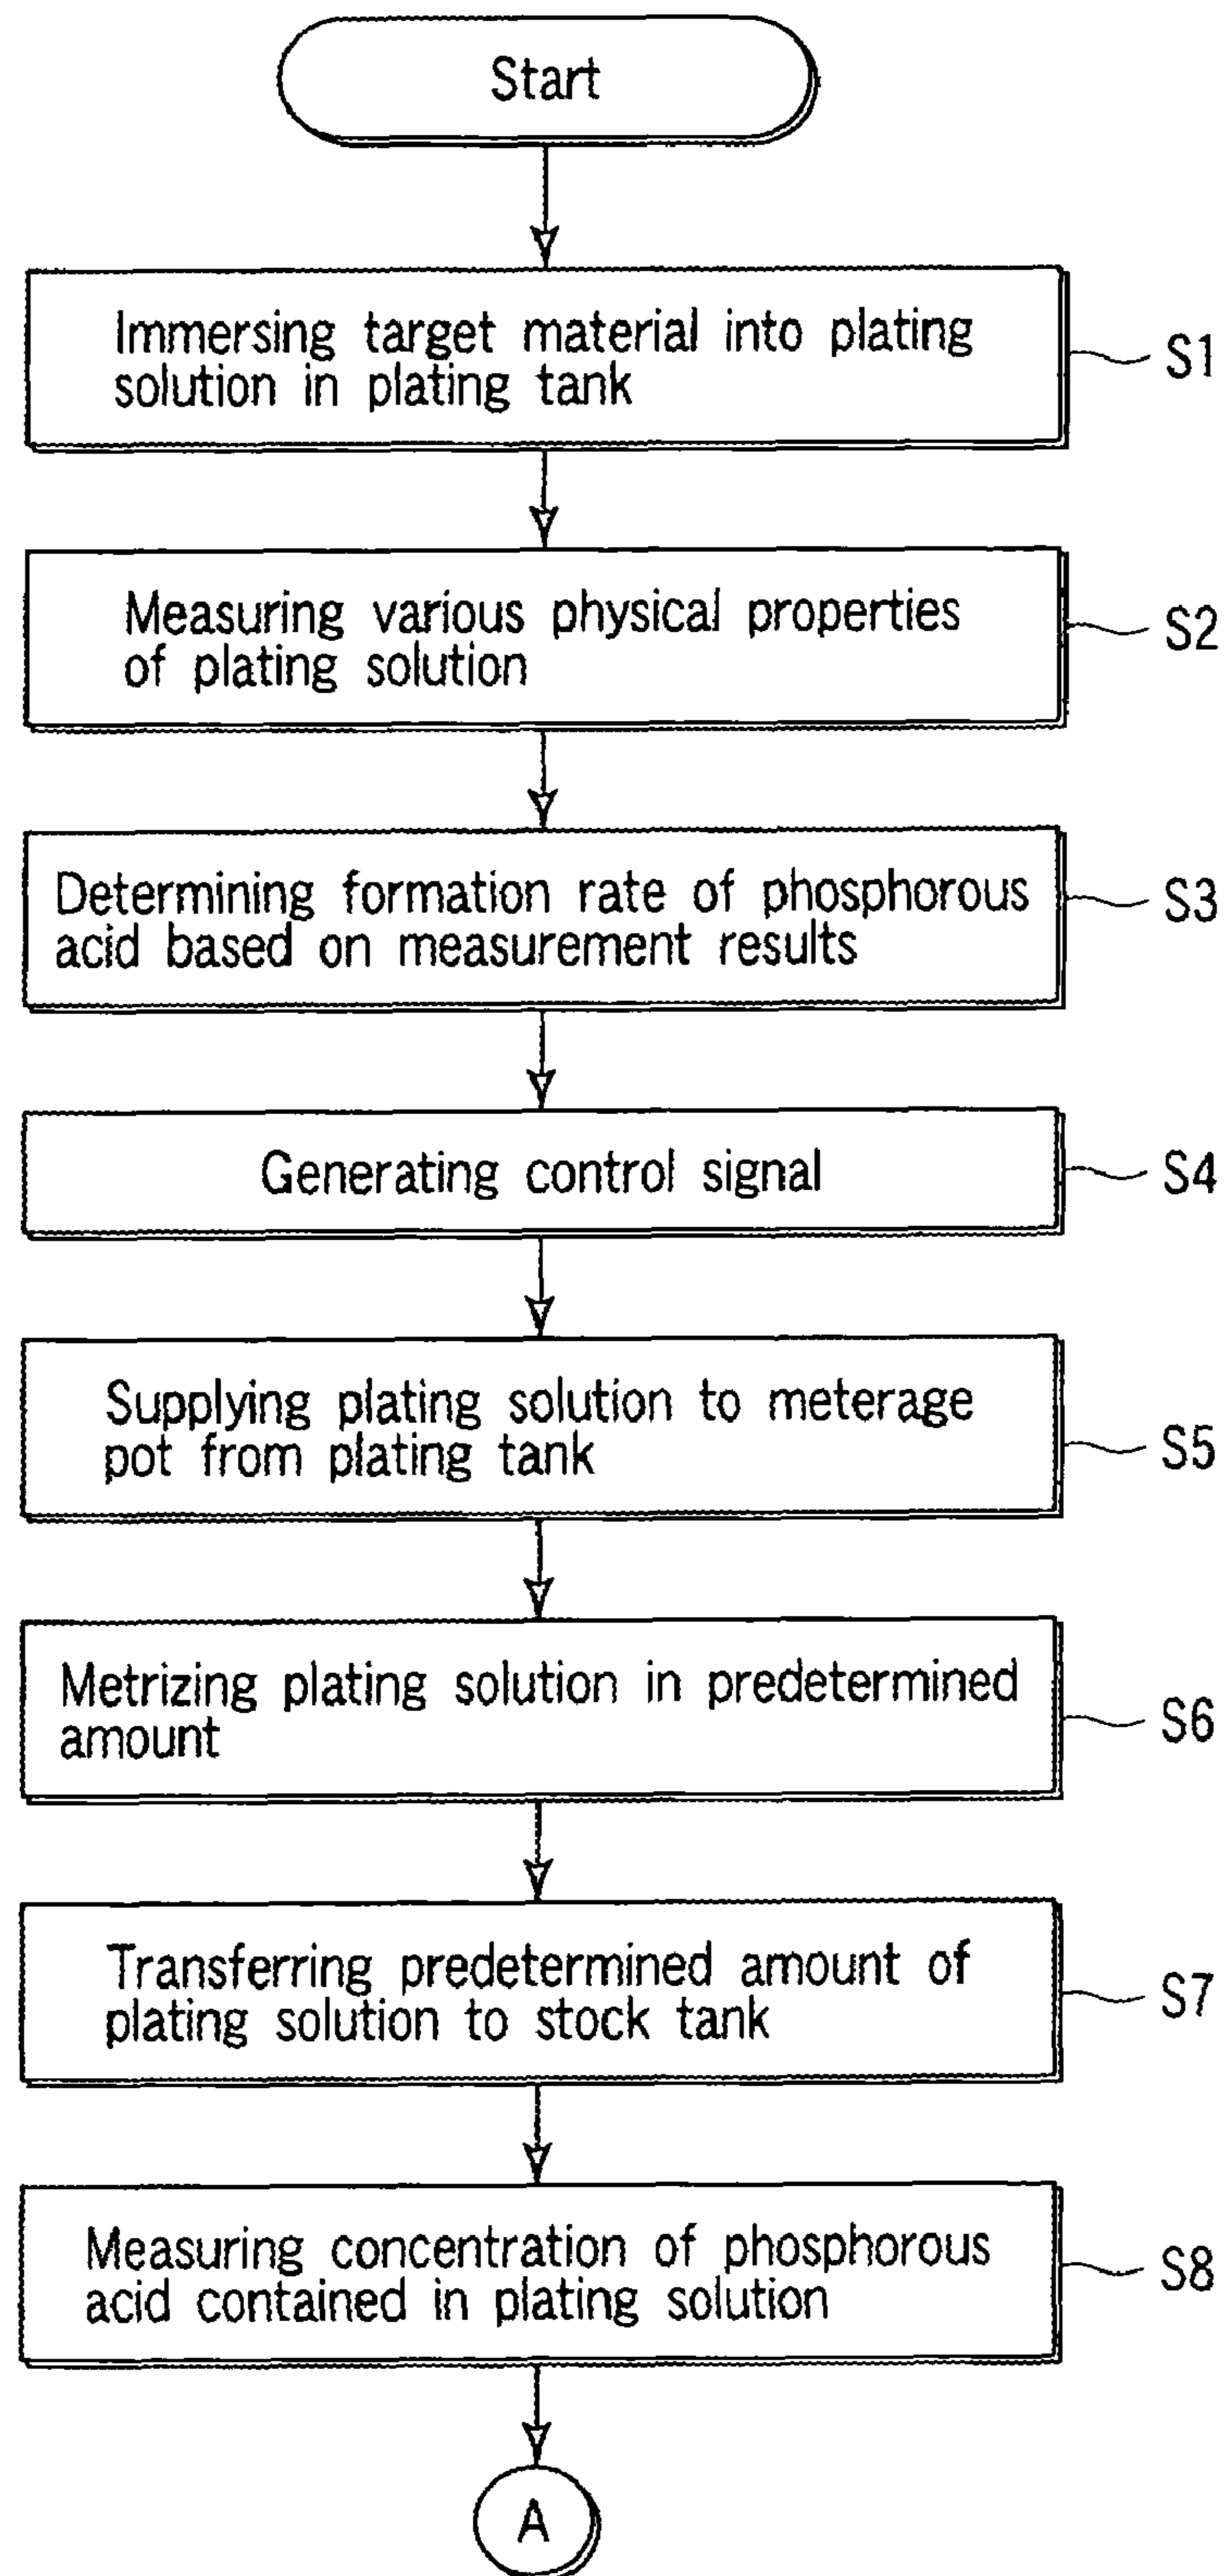 Start
Immersing target material into plating
solution in plating tank
S1
Measuring various physical properties
of plating solution
S2
Determining formation rate of phosphorous
acid based on measurement results
S3
Generating control signal
S4
Supplying plating solution to meterage
pot from plating tank
S5
Metrizing plating solution in predetermined
amount
S6
Transferring predetermined amount of
plating solution to stock tank
S7
Measuring concentration of phosphorous
acid contained in plating solution
S8
A